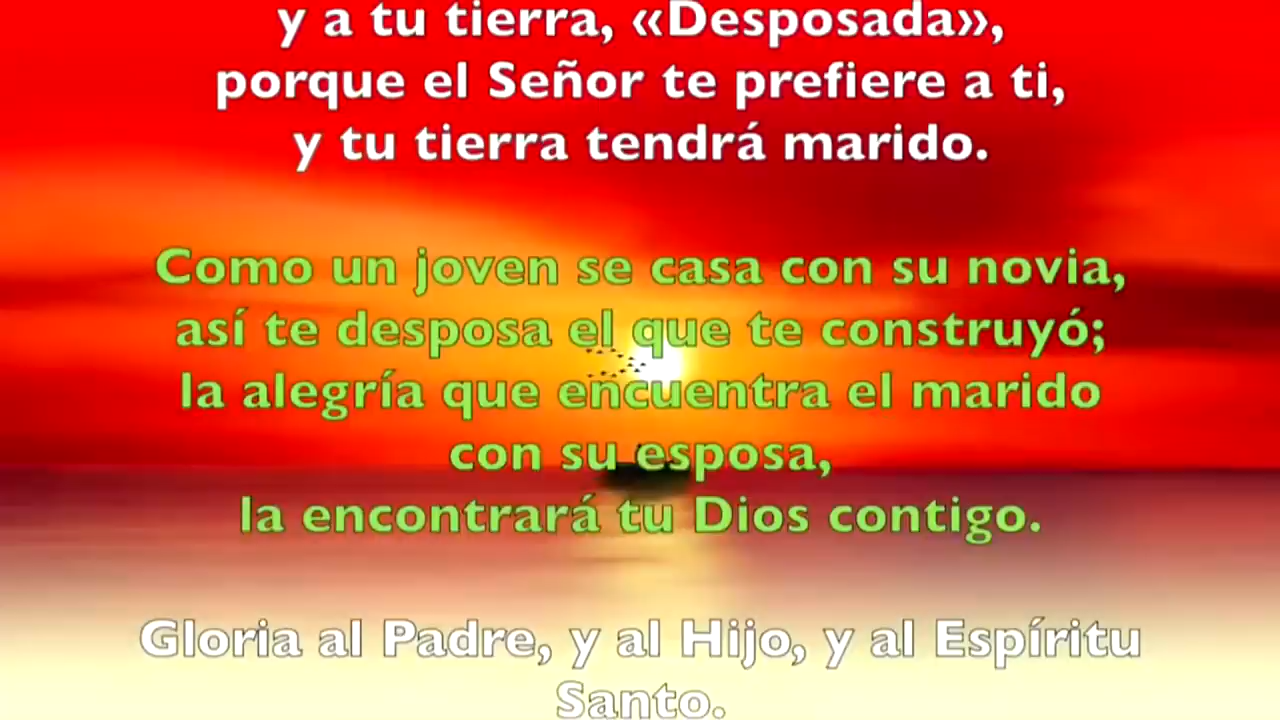 y a tu tierra, «Desposada»,
porque el Señor te prefiere a ti,
y tu tierra tendrá marido.
Como un joven se casa con su novia,
así te desposa el que te construyó;
la alegría que encuentra el marido
con su esposa,
la encontrará tu Dios contigo.
Gloria al Padre, y al Hijo, y al Espíritu
Santo.